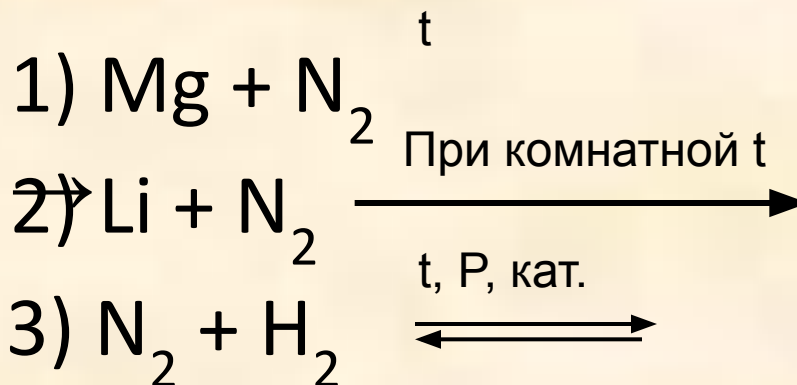 t
1) Mg + N₂
При комнатной t
→
2) Li + N₂ →
t, P, кат.
3) N₂ + H₂ ⇄